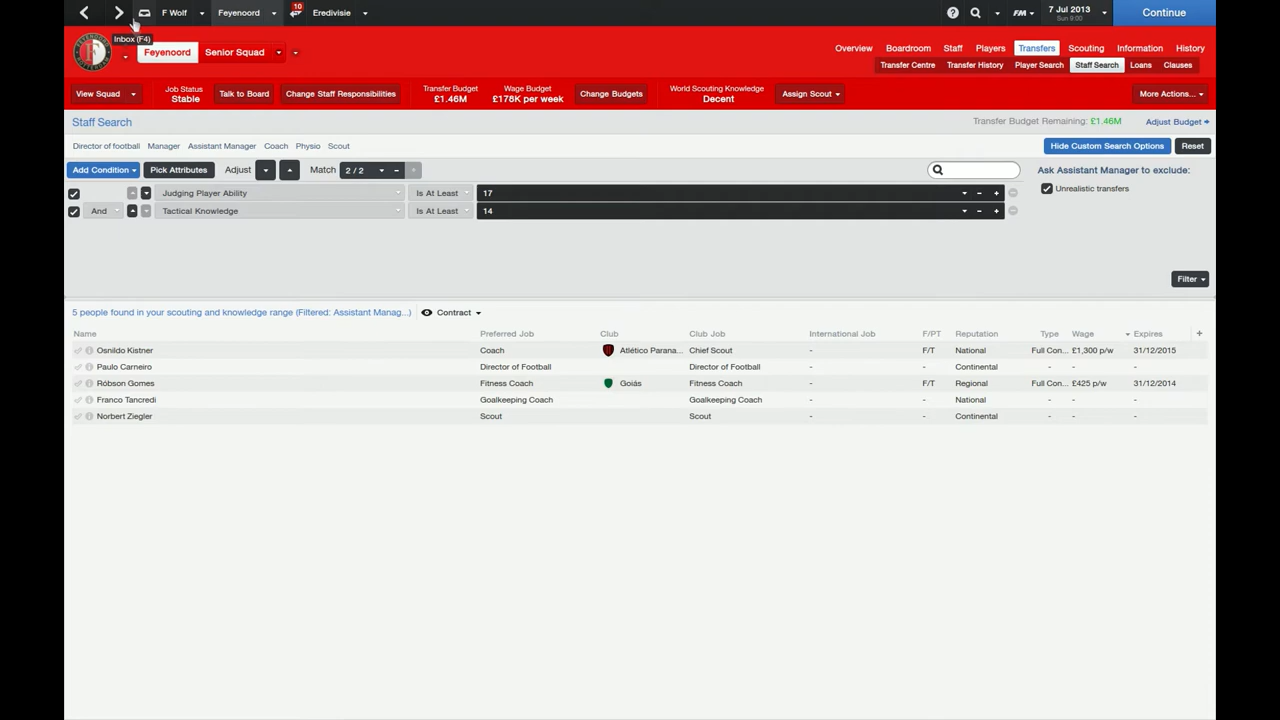 F Wolf Feyenoord 10 Eredivisie FM 7 Jul 2013 Sun 9:00 Continue
Inbox (F4)
Feyenoord Senior Squad Overview Boardroom Staff Players Transfers Scouting Information History
Transfer Centre Transfer History Player Search Staff Search Loans Clauses
View Squad Job Status Stable Talk to Board Change Staff Responsibilities Transfer Budget £1.46M Wage Budget £178K per week Change Budgets World Scouting Knowledge Decent Assign Scout More Actions...
Staff Search Transfer Budget Remaining: £1.46M Adjust Budget
Director of football Manager Assistant Manager Coach Physio Scout Hide Custom Search Options Reset
Add Condition Pick Attributes Adjust Match 2 / 2 Ask Assistant Manager to exclude:
Judging Player Ability Is At Least 17 Unrealistic transfers
And Tactical Knowledge Is At Least 14
Filter
5 people found in your scouting and knowledge range (Filtered: Assistant Manag...) Contract
Name Preferred Job Club Club Job International Job F/PT Reputation Type Wage Expires +
Osnildo Kistner Coach Atlético Parana... Chief Scout - F/T National Full Con... £1,300 p/w 31/12/2015
Paulo Carneiro Director of Football Director of Football - - Continental - - -
Róbson Gomes Fitness Coach Goiás Fitness Coach - F/T Regional Full Con... £425 p/w 31/12/2014
Franco Tancredi Goalkeeping Coach Goalkeeping Coach - - National - - -
Norbert Ziegler Scout Scout - - Continental - - -